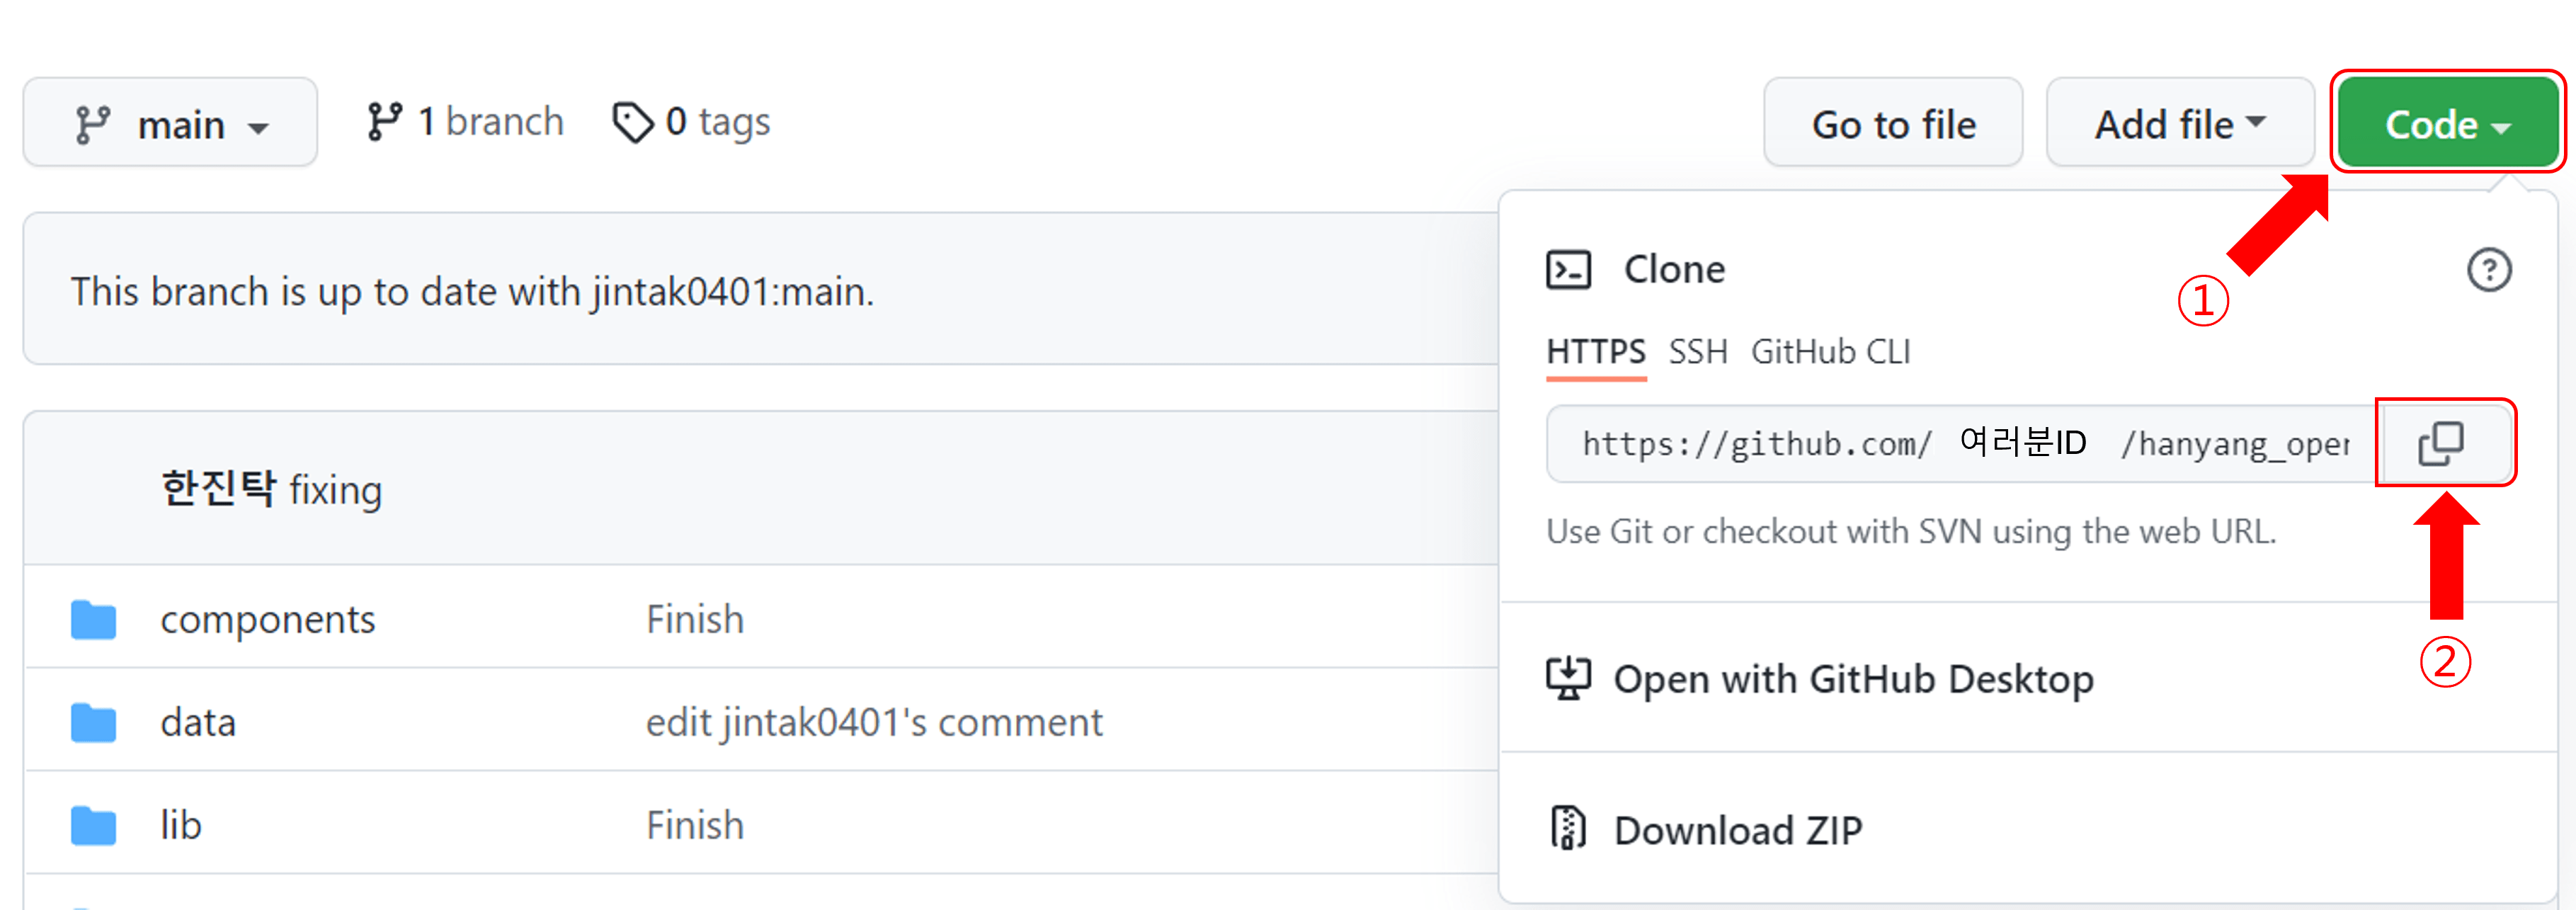 main
1 branch
0 tags
Go to file
Add file
Code
This branch is up to date with jintak0401:main.
한진탁 fixing
components Finish
data edit jintak0401's comment
lib Finish
①
Clone
HTTPS SSH GitHub CLI
https://github.com/ 여러분ID /hanyang_oper
Use Git or checkout with SVN using the web URL.
②
Open with GitHub Desktop
Download ZIP